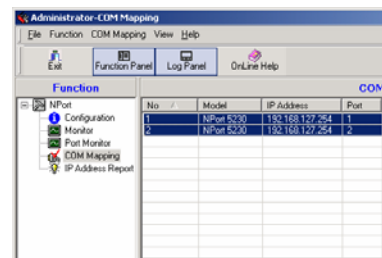 Administrator-COM Mapping
File Function COM Mapping View Help
Exit Function Panel Log Panel OnLine Help
Function COM
NPort
Configuration
Monitor
Port Monitor
COM Mapping
IP Address Report
No Model IP Address Port
1 NPort 5230 192.168.127.254 1
2 NPort 5230 192.168.127.254 2